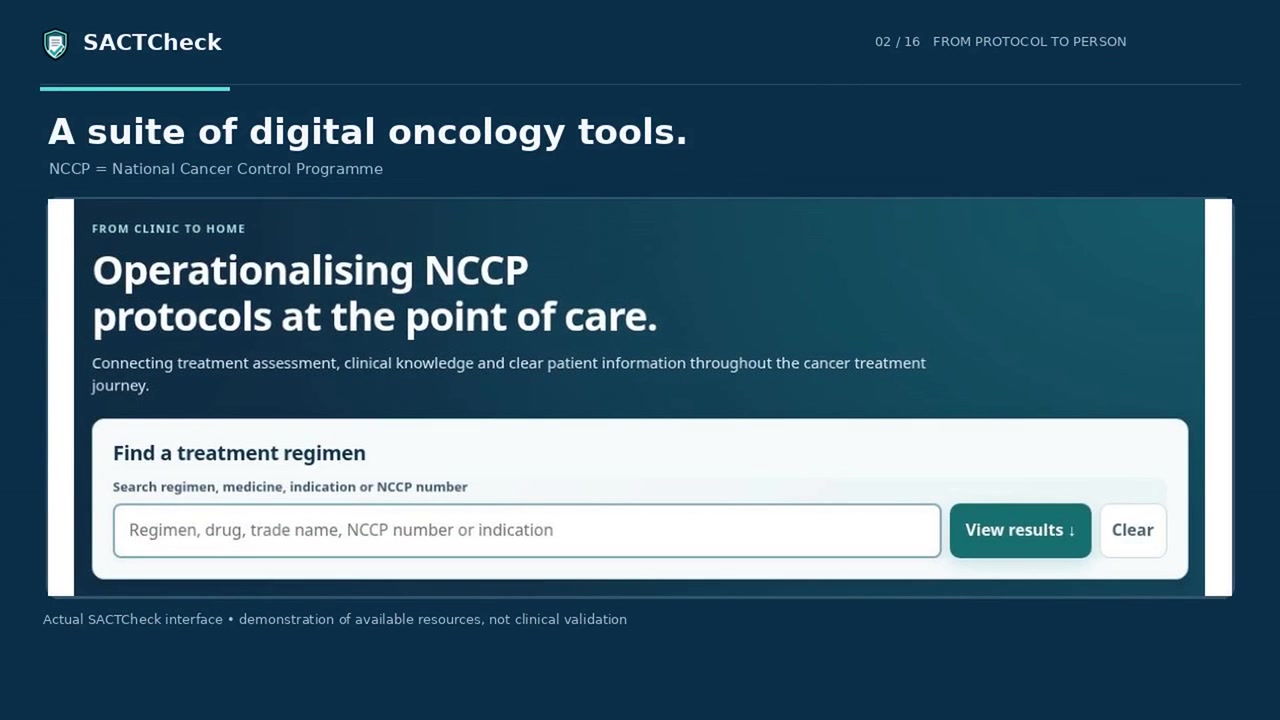 SACTCheck
02 / 16 FROM PROTOCOL TO PERSON
A suite of digital oncology tools.
NCCP = National Cancer Control Programme
FROM CLINIC TO HOME
Operationalising NCCP
protocols at the point of care.
Connecting treatment assessment, clinical knowledge and clear patient information throughout the cancer treatment
journey.
Find a treatment regimen
Search regimen, medicine, indication or NCCP number
Regimen, drug, trade name, NCCP number or indication
View results ↓
Clear
Actual SACTCheck interface • demonstration of available resources, not clinical validation